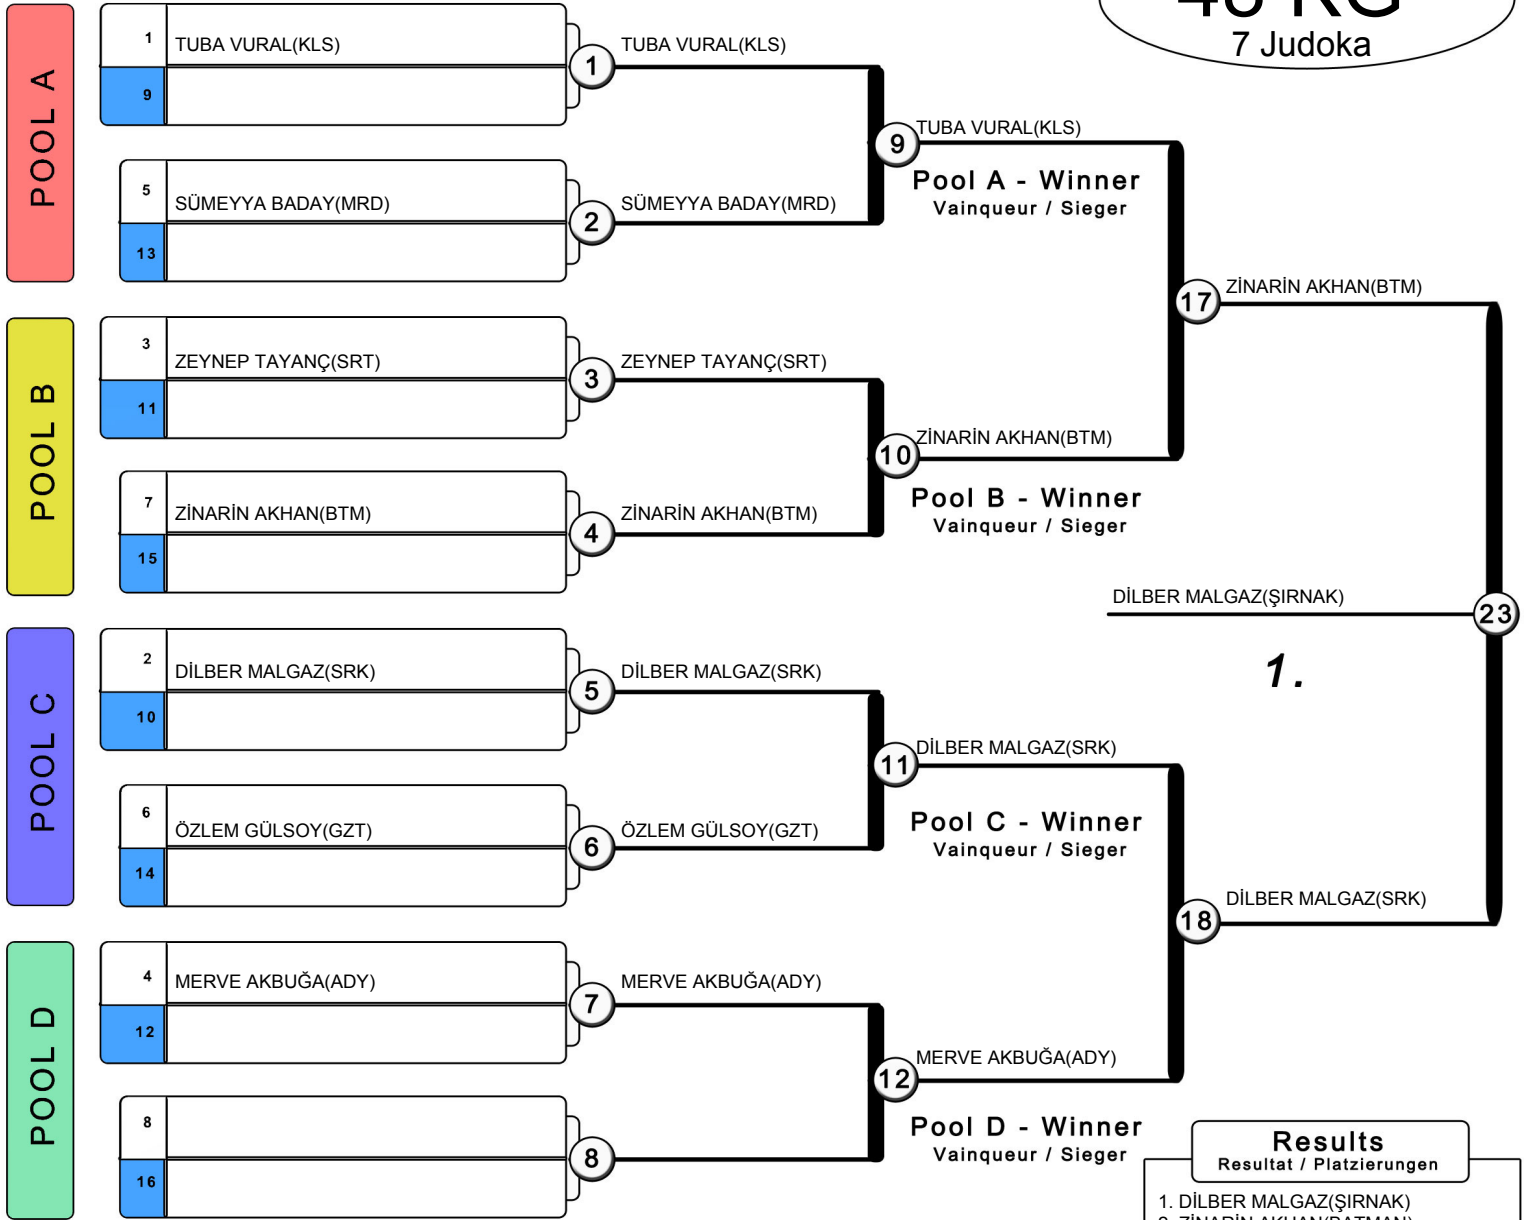 48 KG
7 Judoka
POOL A
1 TUBA VURAL(KLS)
9
1 TUBA VURAL(KLS)
5 SÜMEYYA BADAY(MRD)
13
2 SÜMEYYA BADAY(MRD)
9 TUBA VURAL(KLS)
Pool A - Winner
Vainqueur / Sieger
POOL B
3 ZEYNEP TAYANÇ(SRT)
11
3 ZEYNEP TAYANÇ(SRT)
7 ZİNARİN AKHAN(BTM)
15
4 ZİNARİN AKHAN(BTM)
10 ZİNARİN AKHAN(BTM)
Pool B - Winner
Vainqueur / Sieger
17 ZİNARİN AKHAN(BTM)
DİLBER MALGAZ(ŞIRNAK)
23
1.
POOL C
2 DİLBER MALGAZ(SRK)
10
5 DİLBER MALGAZ(SRK)
6 ÖZLEM GÜLSOY(GZT)
14
6 ÖZLEM GÜLSOY(GZT)
11 DİLBER MALGAZ(SRK)
Pool C - Winner
Vainqueur / Sieger
18 DİLBER MALGAZ(SRK)
POOL D
4 MERVE AKBUĞA(ADY)
12
7 MERVE AKBUĞA(ADY)
8
16
8
12 MERVE AKBUĞA(ADY)
Pool D - Winner
Vainqueur / Sieger
Results
Resultat / Platzierungen
1. DİLBER MALGAZ(ŞIRNAK)
2. ZİNARİN AKHAN(BATMAN)